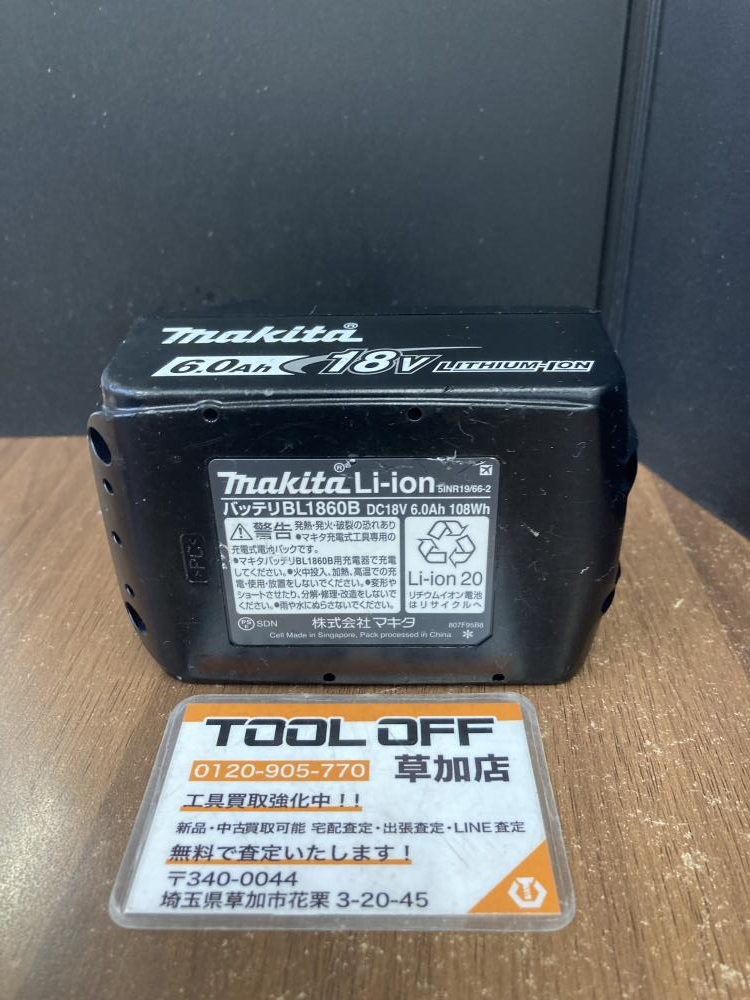 makita®
6.0Ah 18V LITHIUM-ION
makita® Li-ion 5INR19/66-2
バッテリBL1860B DC18V 6.0Ah 108Wh
警告 発熱・発火・破裂の恐れあり
●マキタ充電式工具専用の
充電式電池パックです。
●マキタバッテリBL1860B用充電器で充電
してください。●火中投入、加熱、高温での充
電・使用・放置をしないでください。●変形や
ショートさせたり、分解・修理・改造をしないで
ください。●雨や水にぬらさないでください。
Li-ion 20
リチウムイオン電池
はリサイクルへ
PS E SDN 株式会社 マキタ
Cell Made in Singapore, Pack processed in China
807F95B8 *
>PC<
TOOL OFF
0120-905-770 草加店
工具買取強化中！！
新品・中古買取可能 宅配査定・出張査定・LINE査定
無料で査定いたします！
〒340-0044
埼玉県草加市花栗 3-20-45